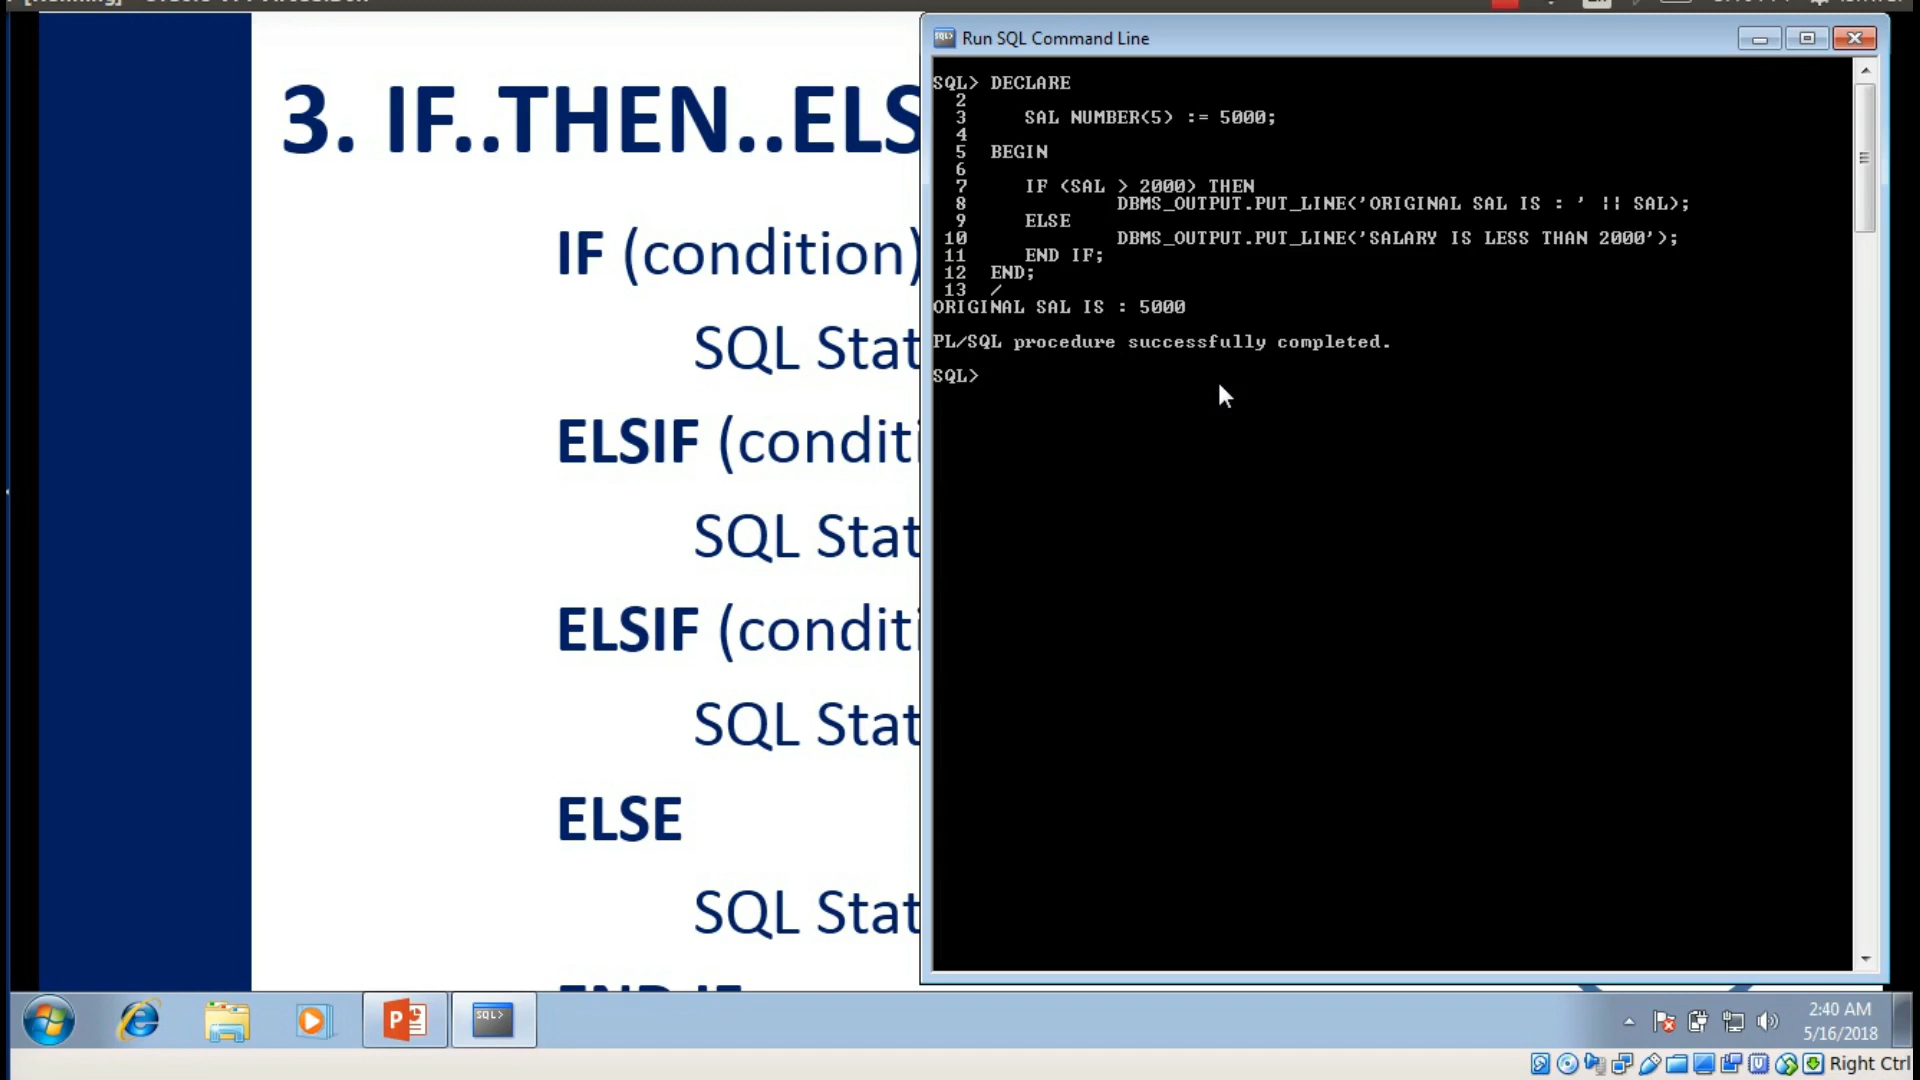 3. IF..THEN..ELS
IF (condition)
SQL Stat
ELSIF (conditi
SQL Stat
ELSIF (conditi
SQL Stat
ELSE
SQL Stat
END IF
Run SQL Command Line
SQL> DECLARE
2
3 SAL NUMBER(5) := 5000;
4
5 BEGIN
6
7 IF (SAL > 2000) THEN
8 DBMS_OUTPUT.PUT_LINE('ORIGINAL SAL IS : ' || SAL);
9 ELSE
10 DBMS_OUTPUT.PUT_LINE('SALARY IS LESS THAN 2000');
11 END IF;
12 END;
13 /
ORIGINAL SAL IS : 5000
PL/SQL procedure successfully completed.
SQL>
SQL>
2:40 AM
5/16/2018
Right Ctrl